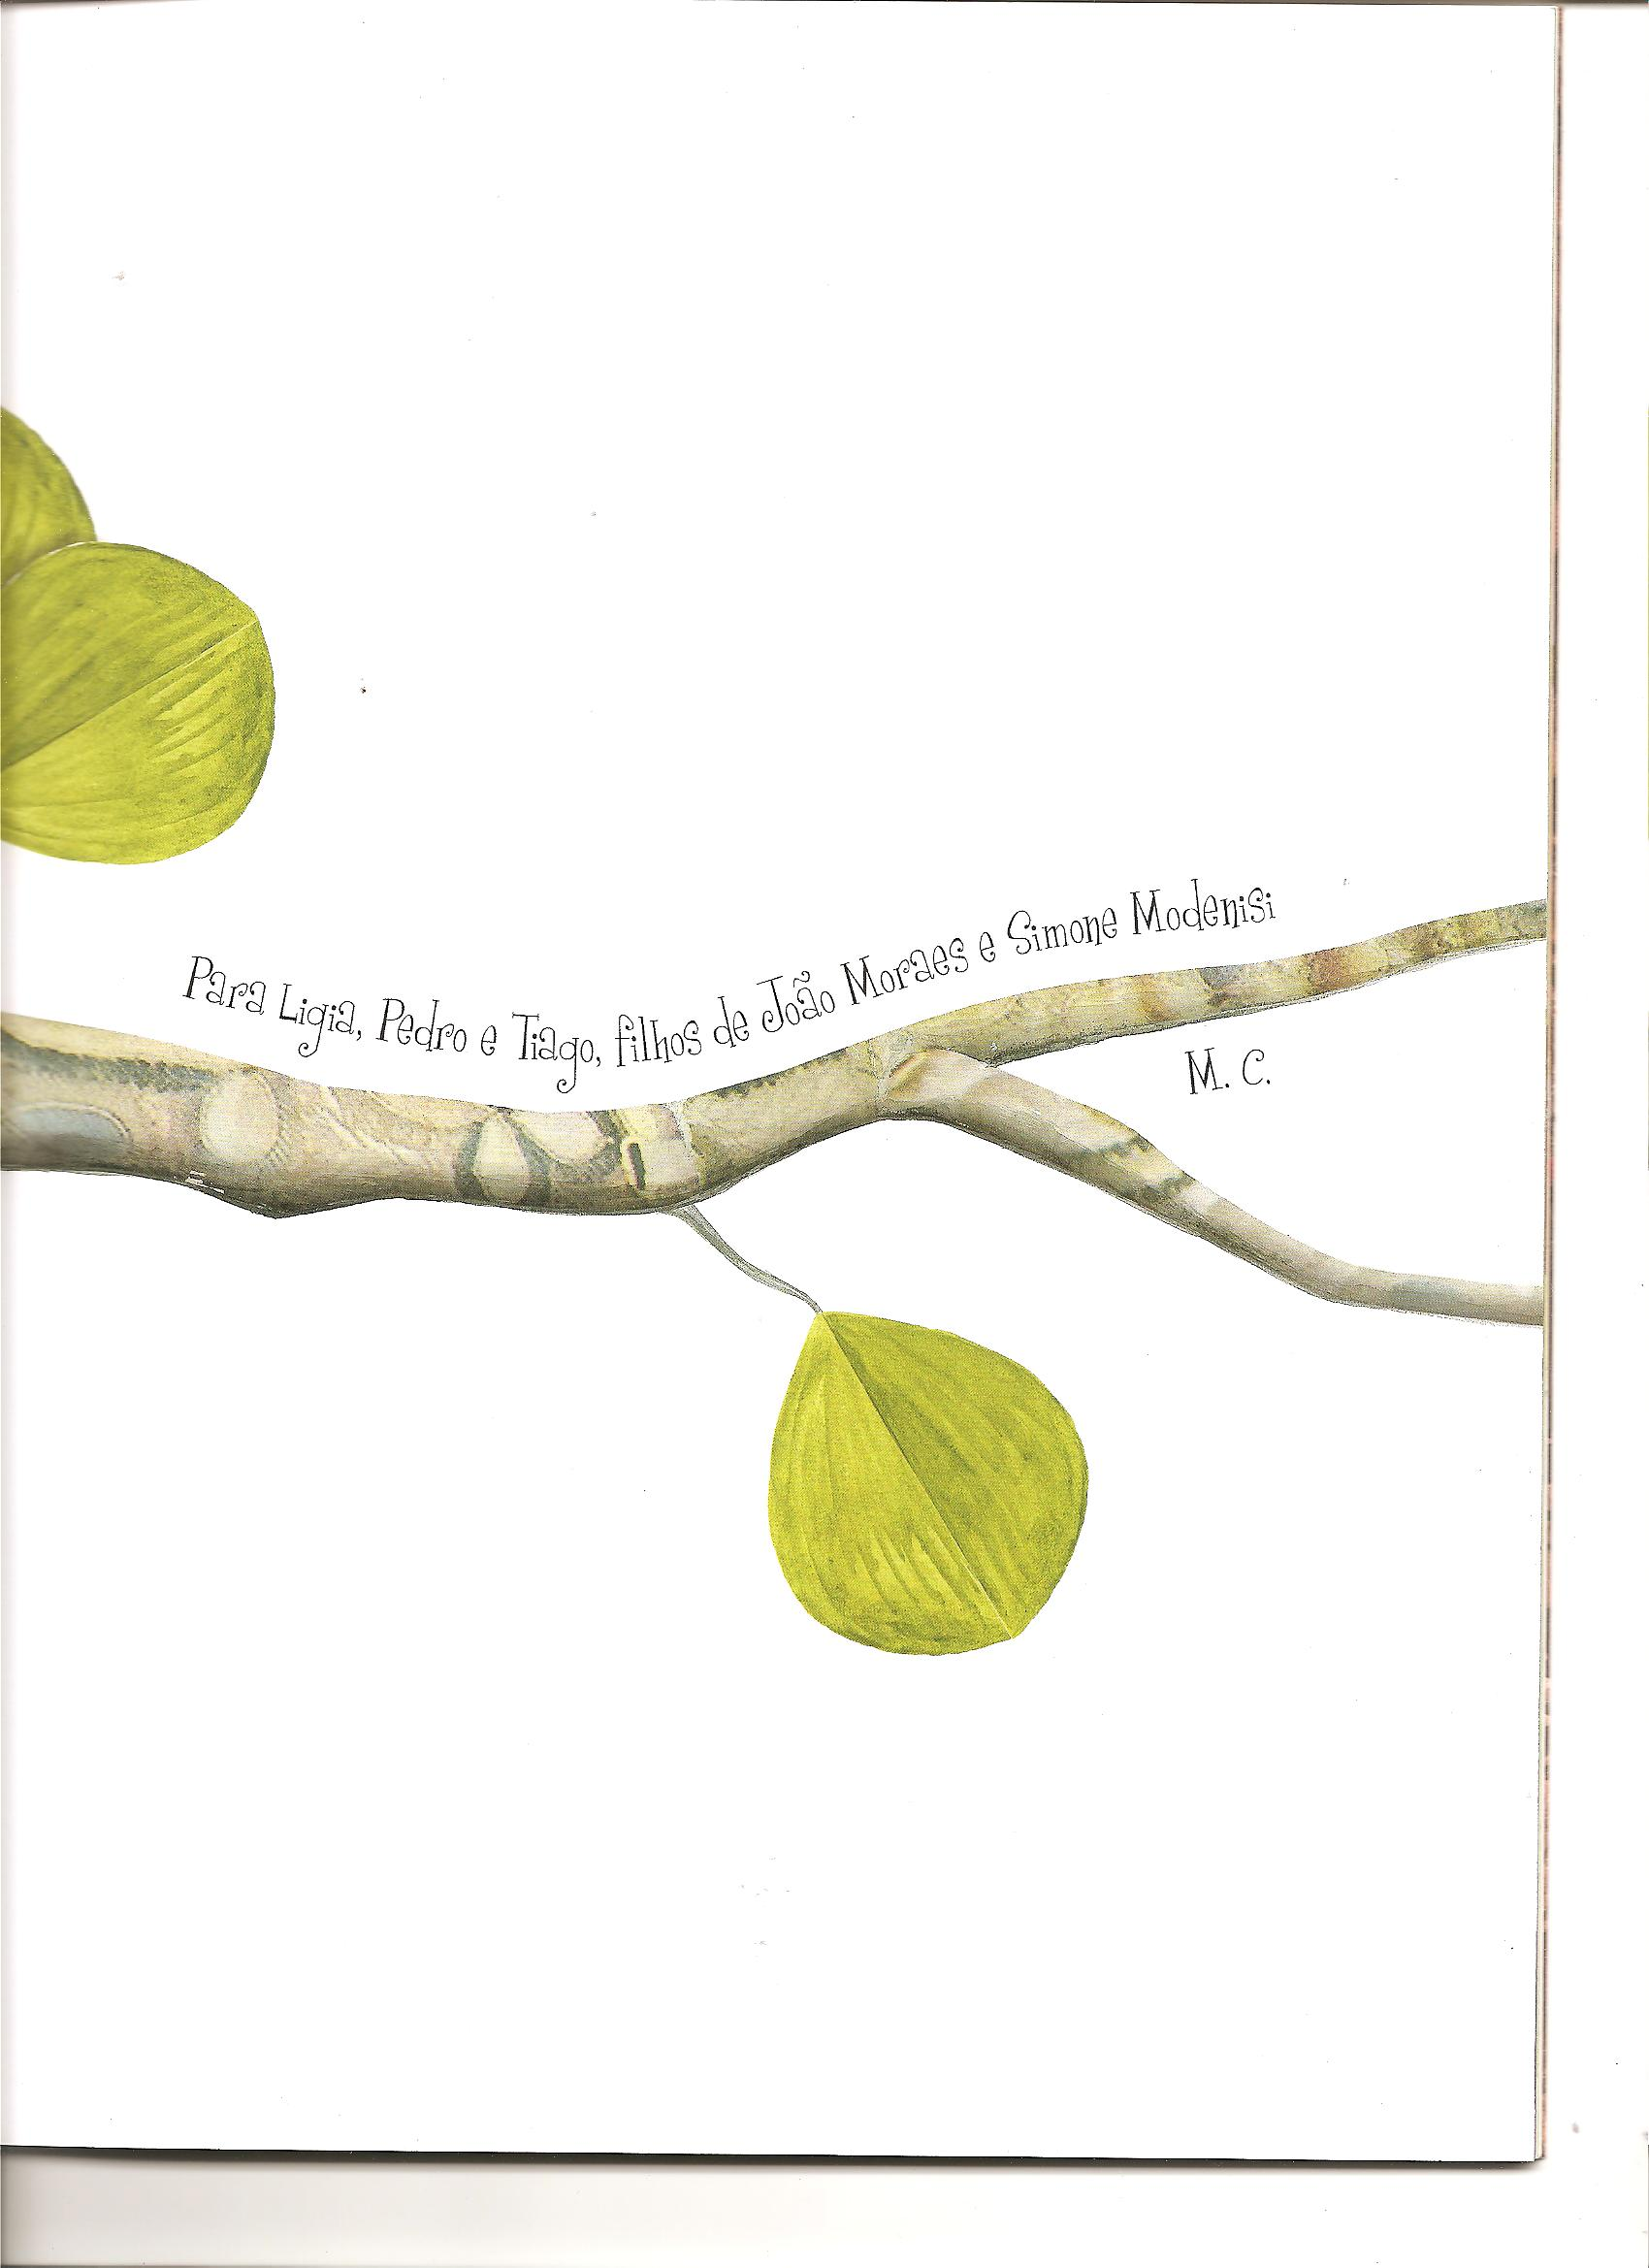 Para Ligia, Pedro e Tiago, filhos de João Moraes e Simone Modenisi
M. C.